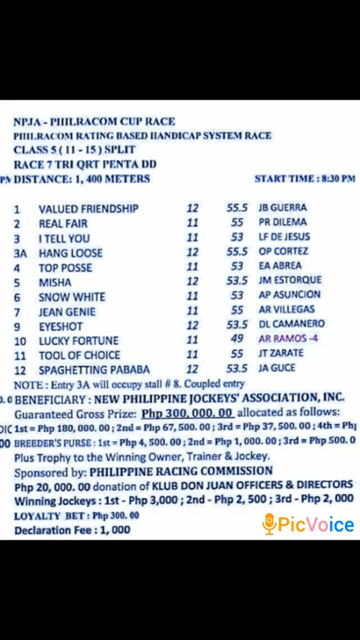 NPJA - PHILRACOM CUP RACE
PHILRACOM RATING BASED HANDICAP SYSTEM RACE
CLASS 5 ( 11 - 15 ) SPLIT
RACE 7 TRI QRT PENTA DD
PM DISTANCE: 1, 400 METERS START TIME : 8:30 PM
1 VALUED FRIENDSHIP 12 55.5 JB GUERRA
2 REAL FAIR 11 55 PR DILEMA
3 I TELL YOU 11 53 LF DE JESUS
3A HANG LOOSE 12 55.5 OP CORTEZ
4 TOP POSSE 11 53 EA ABREA
5 MISHA 12 53.5 JM ESTORQUE
6 SNOW WHITE 11 53 AP ASUNCION
7 JEAN GENIE 11 55 AR VILLEGAS
9 EYESHOT 12 53.5 DL CAMANERO
10 LUCKY FORTUNE 11 49 AR RAMOS -4
11 TOOL OF CHOICE 11 55 JT ZARATE
12 SPAGHETTING PABABA 12 53.5 JA GUCE
NOTE : Entry 3A will occupy stall # 8. Coupled entry
0. 0 BENEFICIARY : NEW PHILIPPINE JOCKEYS' ASSOCIATION, INC.
Guaranteed Gross Prize: Php 300, 000. 00 allocated as follows:
DIC 1st = Php 180, 000. 00 ; 2nd = Php 67, 500. 00 ; 3rd = Php 37, 500. 00 ; 4th = Php
00 BREEDER'S PURSE : 1st = Php 4, 500. 00 ; 2nd = Php 1, 000. 00 ; 3rd = Php 500. 0
Plus Trophy to the Winning Owner, Trainer & Jockey.
Sponsored by: PHILIPPINE RACING COMMISSION
Php 20, 000. 00 donation of KLUB DON JUAN OFFICERS & DIRECTORS
Winning Jockeys : 1st - Php 3,000 ; 2nd - Php 2, 500 ; 3rd - Php 2, 000
LOYALTY BET : Php 300. 00
Declaration Fee : 1, 000
PicVoice